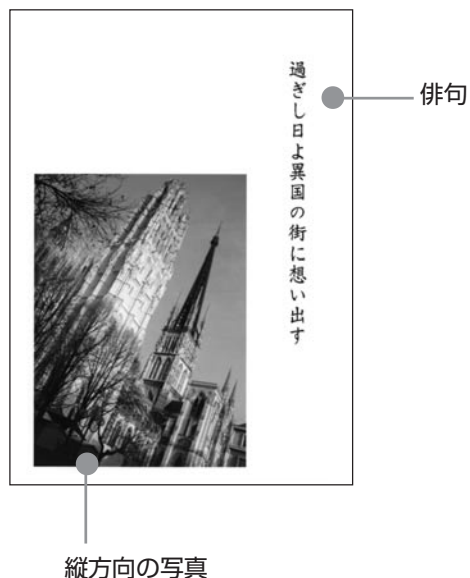 過ぎし日よ異国の街に想い出す
俳句
縦方向の写真